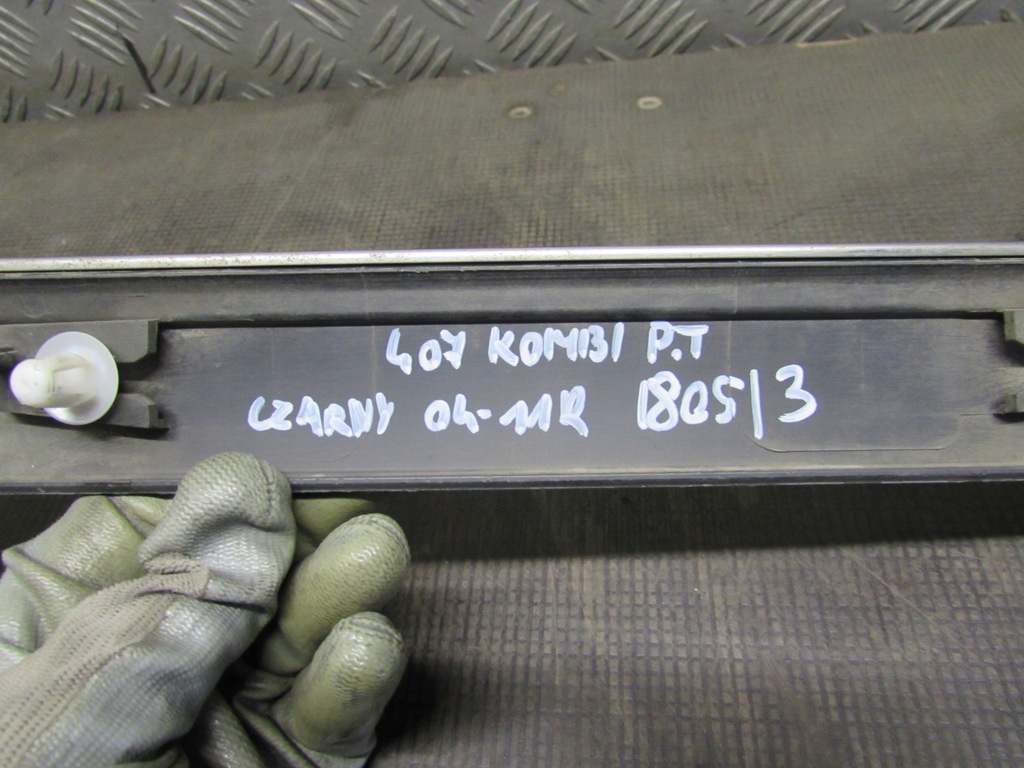 407 KOMBI P.T
CZARNY 04-11R 1805/3